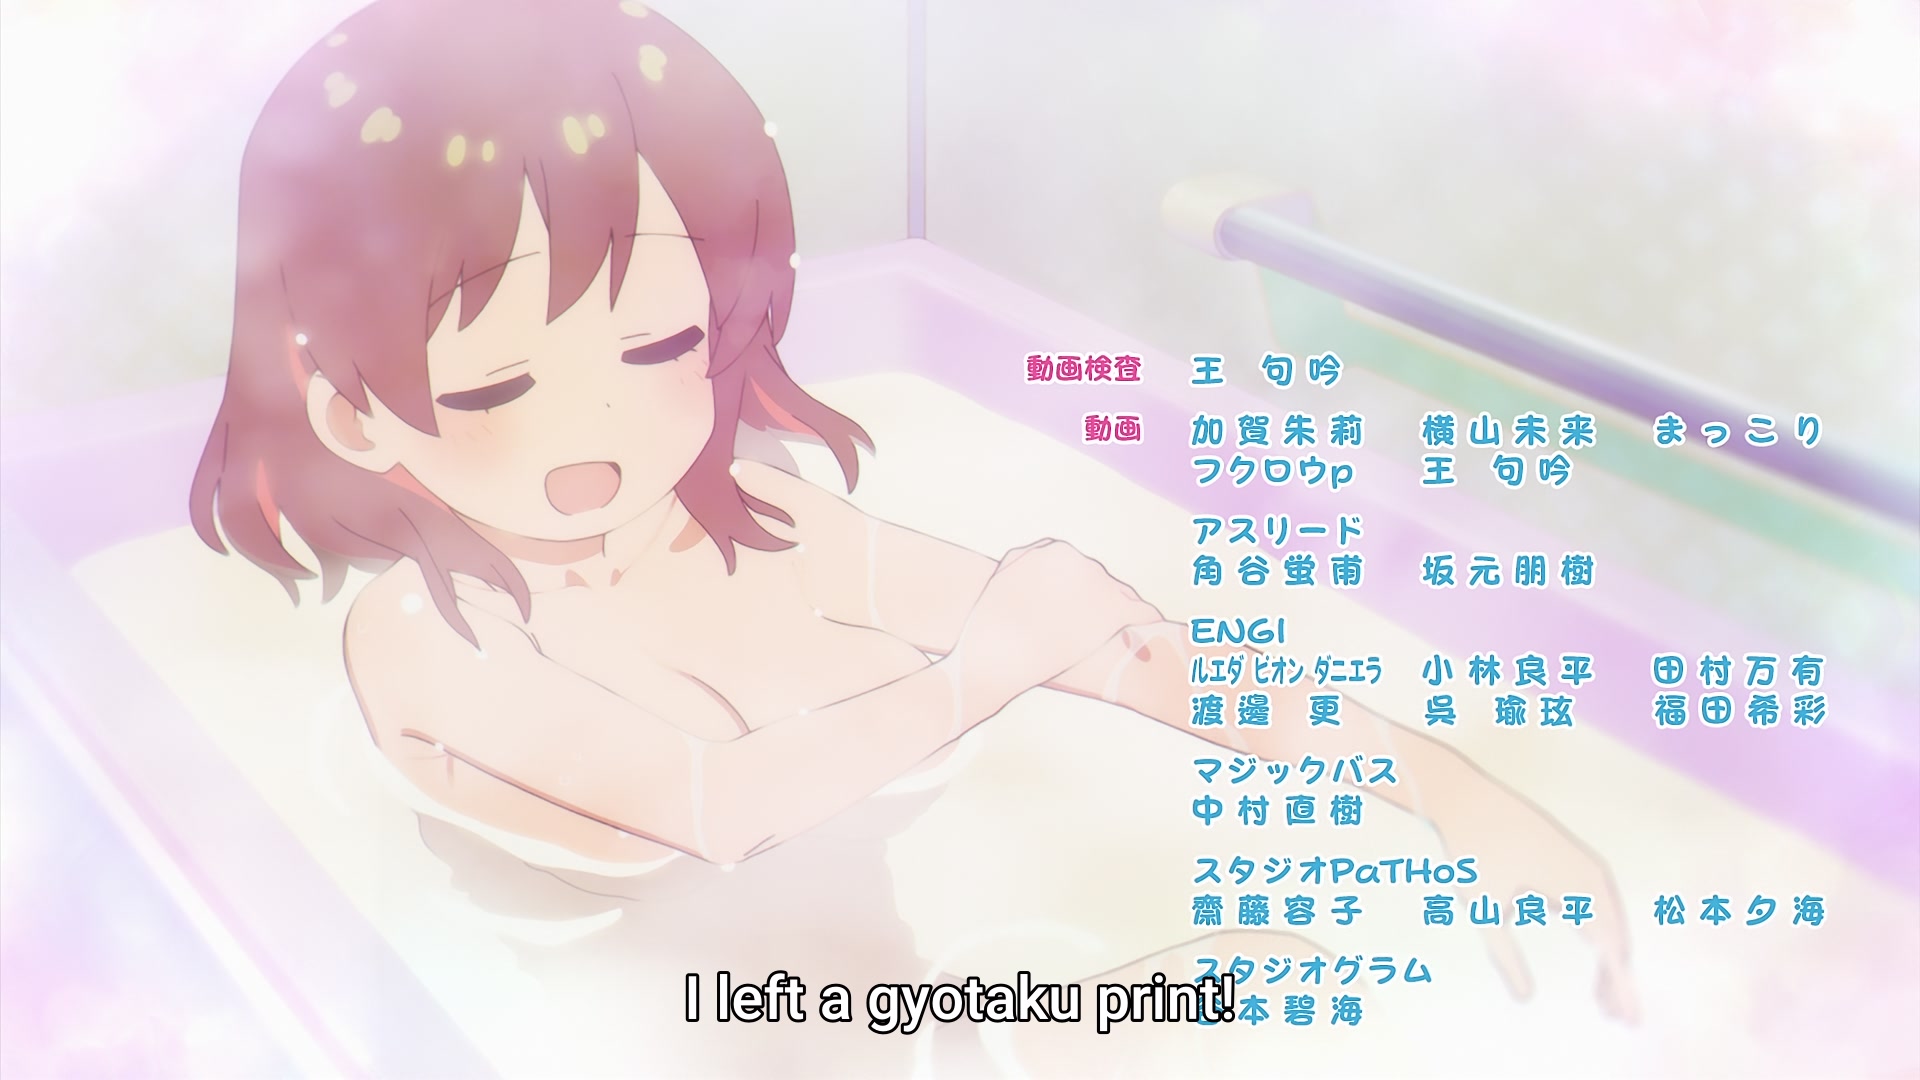 動画検査 王 句吟
動画 加賀朱莉 横山未来 まっこり
フクロウp 王 句吟
アスリード
角谷蛍甫 坂元朋樹
ENGI
ルエダ ピオン ダニエラ 小林良平 田村万有
渡邊 更 呉 瑜玹 福田希彩
マジックバス
中村直樹
スタジオPaTHoS
齋藤容子 高山良平 松本夕海
スタジオグラム
本碧海
I left a gyotaku print!